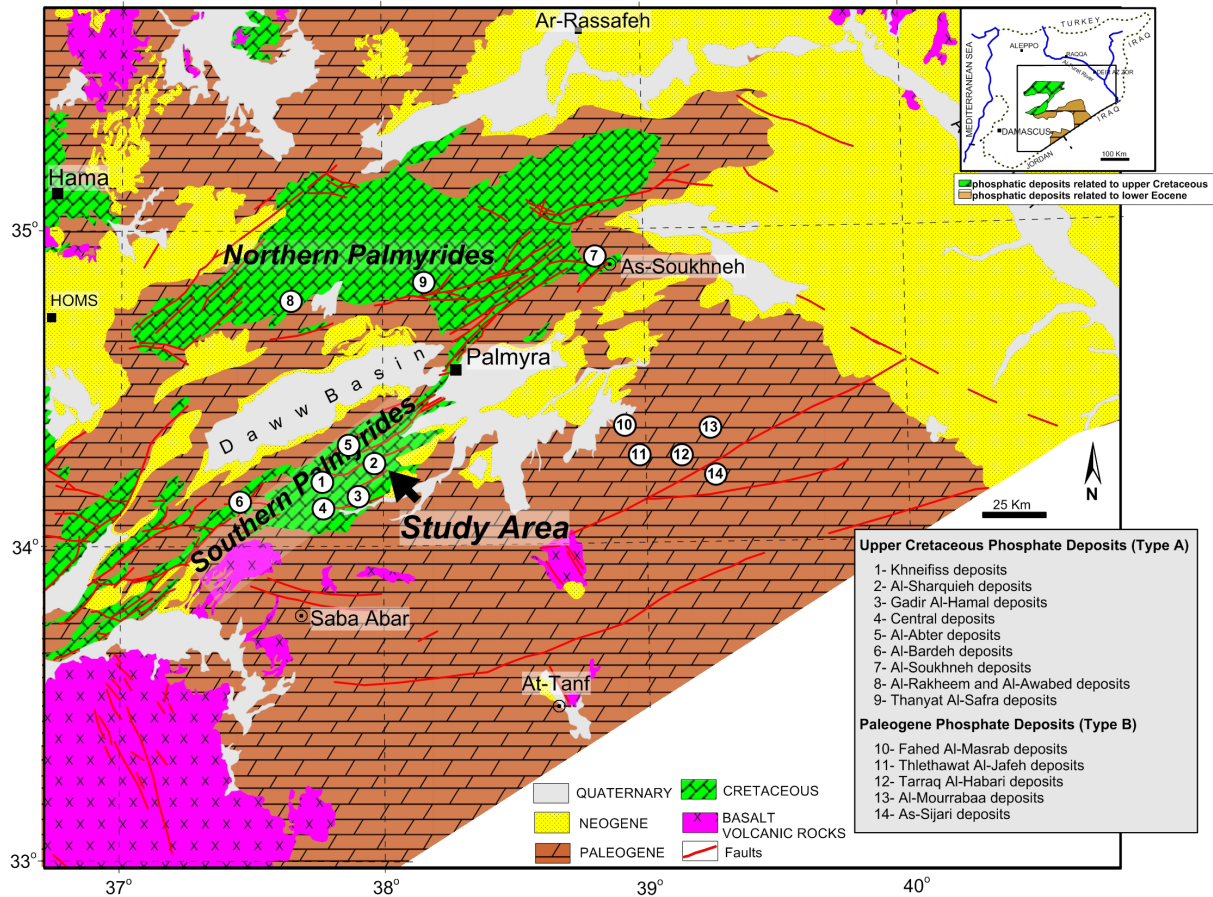 Ar-Rassafeh
TURKEY
ALEPPO
RAQQA
Al-Furat River
DEIR AZ ZOR
IRAQ
MEDITERRANEAN SEA
DAMASCUS
IRAQ
JORDAN
100 Km
phosphatic deposits related to upper Cretaceous
phosphatic deposits related to lower Eocene
Hama
35°
Northern Palmyrides
7
As-Soukhneh
9
8
HOMS
Palmyra
Daww Basin
Southern Palmyrides
10
13
5
11
12
2
14
1
6
3
4
Study Area
N
25 Km
34°
Saba Abar
At-Tanf
Upper Cretaceous Phosphate Deposits (Type A)
1- Khneifiss deposits
2- Al-Sharquieh deposits
3- Gadir Al-Hamal deposits
4- Central deposits
5- Al-Abter deposits
6- Al-Bardeh deposits
7- Al-Soukhneh deposits
8- Al-Rakheem and Al-Awabed deposits
9- Thanyat Al-Safra deposits
Paleogene Phosphate Deposits (Type B)
10- Fahed Al-Masrab deposits
11- Thlethawat Al-Jafeh deposits
12- Tarraq Al-Habari deposits
13- Al-Mourrabaa deposits
14- As-Sijari deposits
QUATERNARY
CRETACEOUS
NEOGENE
BASALT
VOLCANIC ROCKS
PALEOGENE
Faults
33°
37°
38°
39°
40°